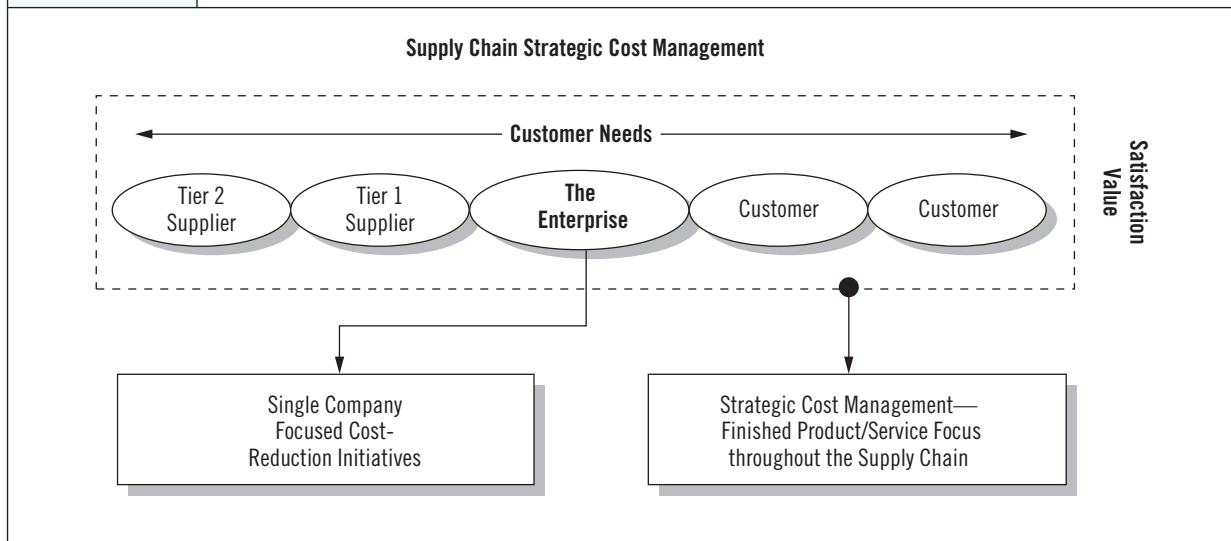 Supply Chain Strategic Cost Management
Customer Needs
Tier 2
Supplier
Tier 1
Supplier
The
Enterprise
Customer
Customer
Satisfaction
Value
Single Company
Focused Cost-
Reduction Initiatives
Strategic Cost Management—
Finished Product/Service Focus
throughout the Supply Chain